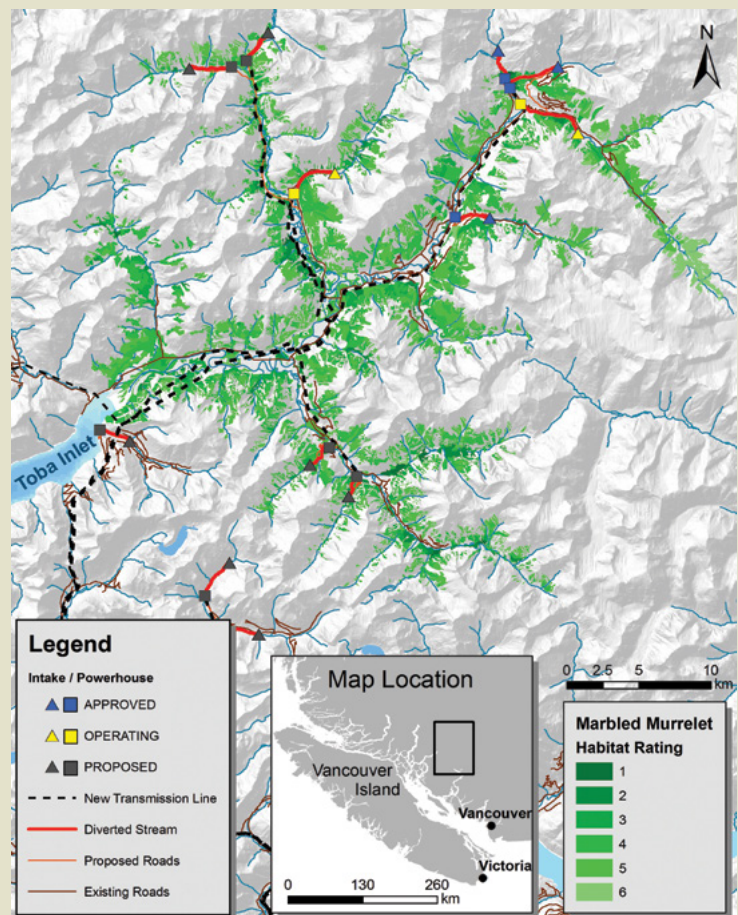 N
Toba Inlet
Legend
Intake / Powerhouse
APPROVED
OPERATING
PROPOSED
New Transmission Line
Diverted Stream
Proposed Roads
Existing Roads
Map Location
Vancouver
Island
Vancouver
Victoria
0 130 260
km
0 2.5 5 10
km
Marbled Murrelet
Habitat Rating
1
2
3
4
5
6